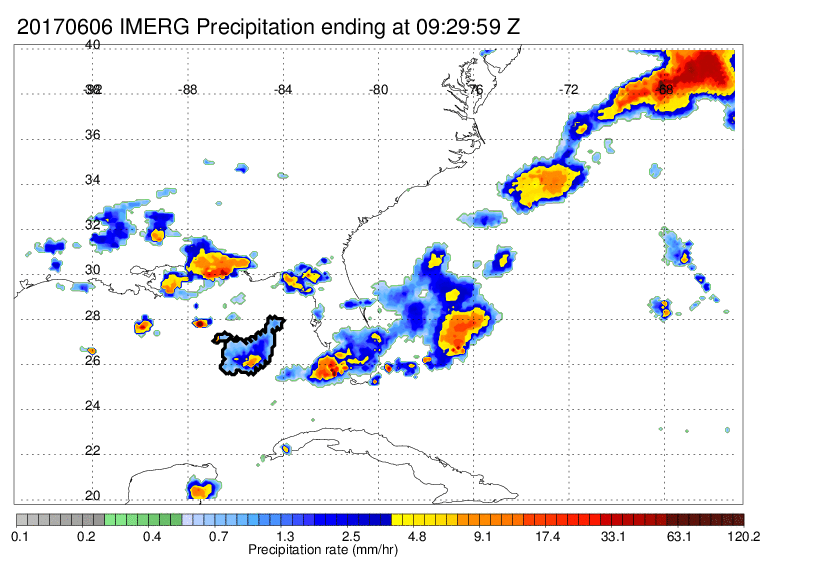 20170606 IMERG Precipitation ending at 09:29:59 Z
40
38 -88 -84 -80 -76 -72 -68
36
34
32
30
28
26
24
22
20
0.1 0.2 0.4 0.7 1.3 2.5 4.8 9.1 17.4 33.1 63.1 120.2
Precipitation rate (mm/hr)